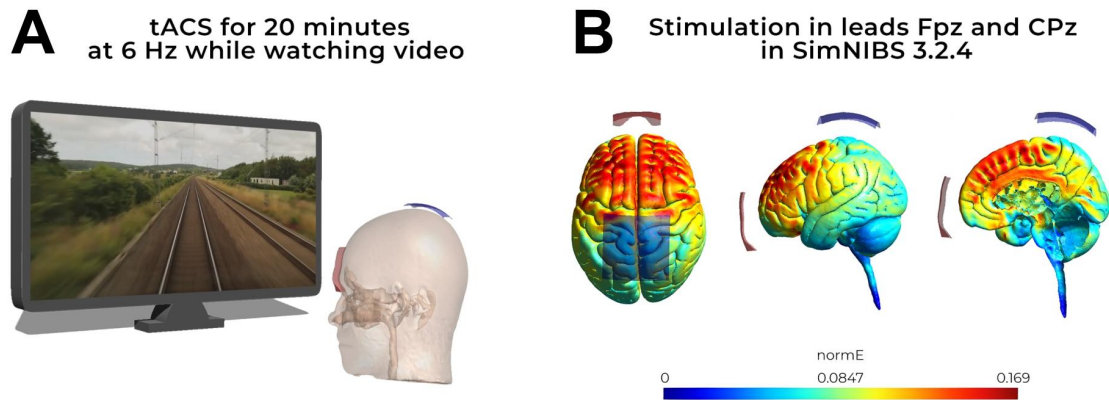 A
tACS for 20 minutes
at 6 Hz while watching video
B
Stimulation in leads Fpz and CPz
in SimNIBS 3.2.4
normE
0 0.0847 0.169